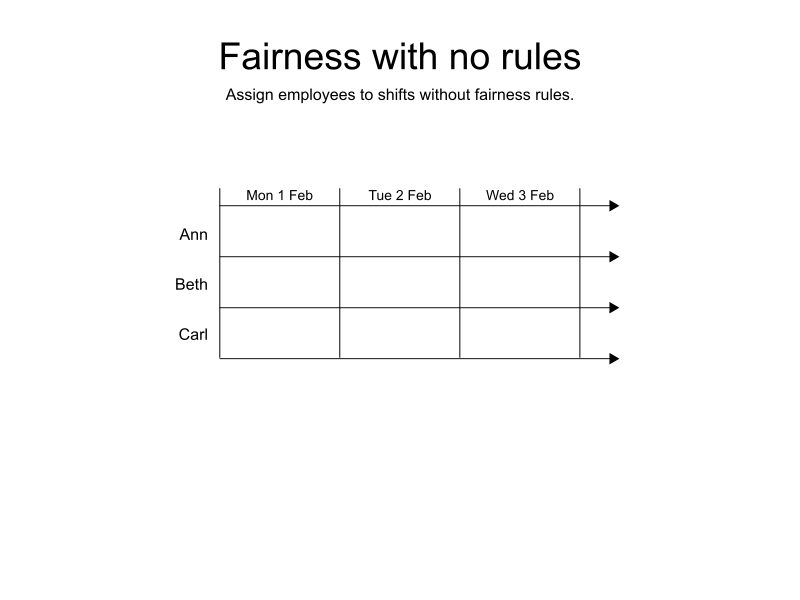 Fairness with no rules
Assign employees to shifts without fairness rules.
Mon 1 Feb Tue 2 Feb Wed 3 Feb
Ann
Beth
Carl